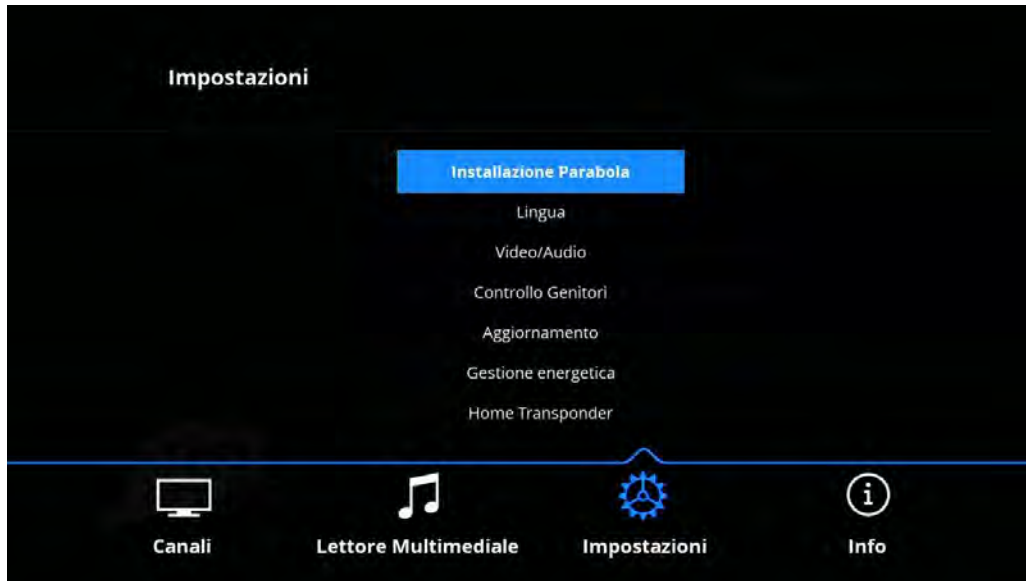 Impostazioni
Installazione Parabola
Lingua
Video/Audio
Controllo Genitori
Aggiornamento
Gestione energetica
Home Transponder
Canali
Lettore Multimediale
Impostazioni
Info